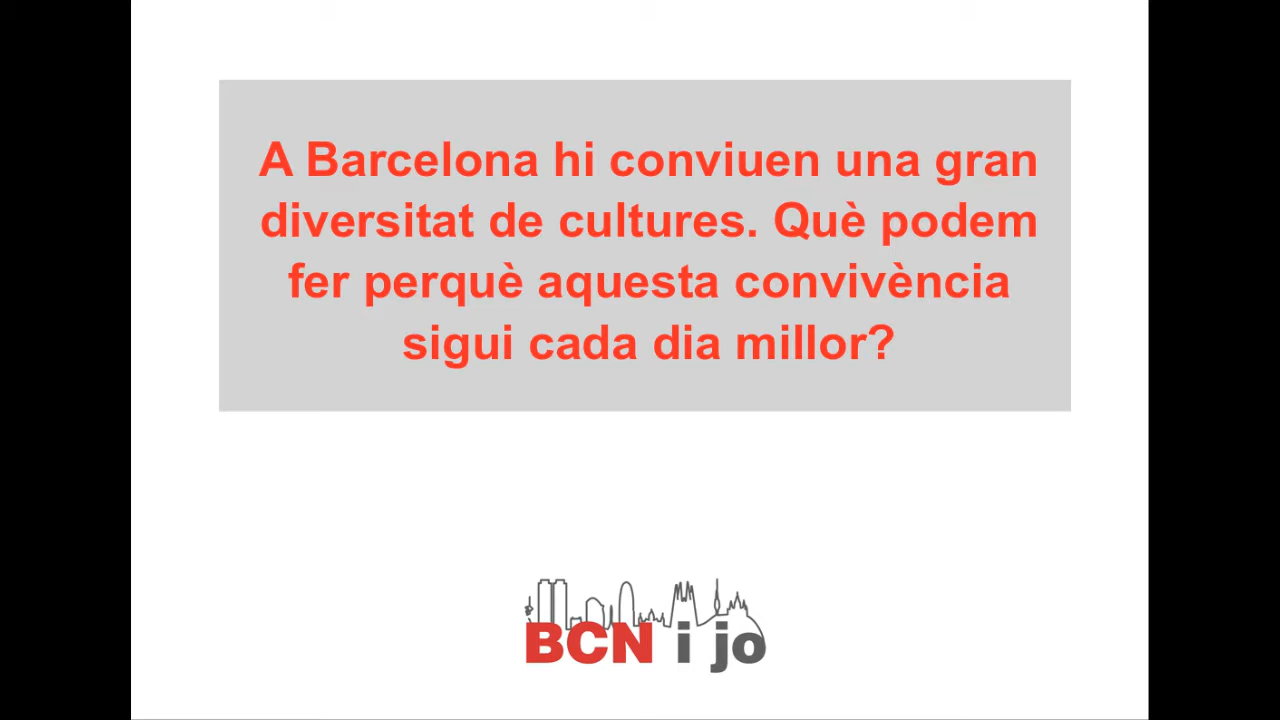 A Barcelona hi conviuen una gran
diversitat de cultures. Què podem
fer perquè aquesta convivència
sigui cada dia millor?
BCN i jo